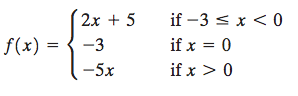 2x + 5 if −3 ≤ x < 0
f(x) = { −3 if x = 0
−5x if x > 0